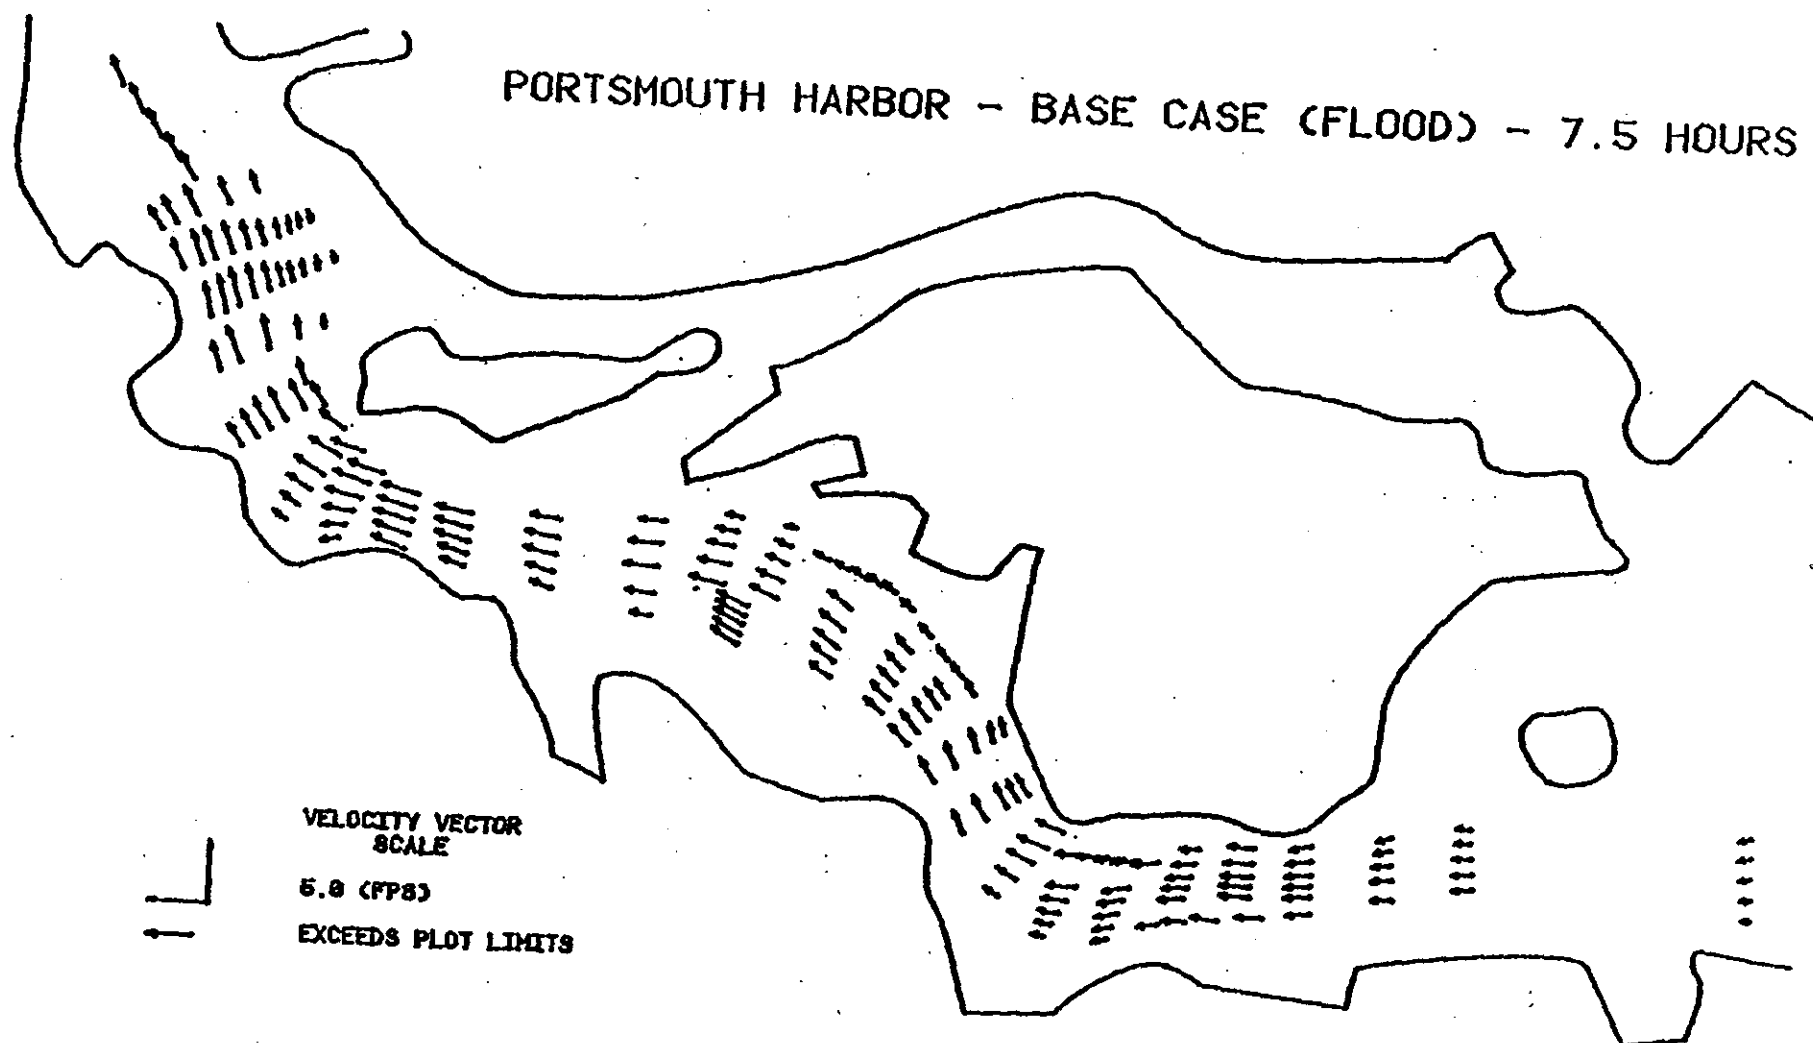 PORTSMOUTH HARBOR - BASE CASE (FLOOD) - 7.5 HOURS
VELOCITY VECTOR
SCALE
(FPS)
EXCEEDS PLOT LIMITS